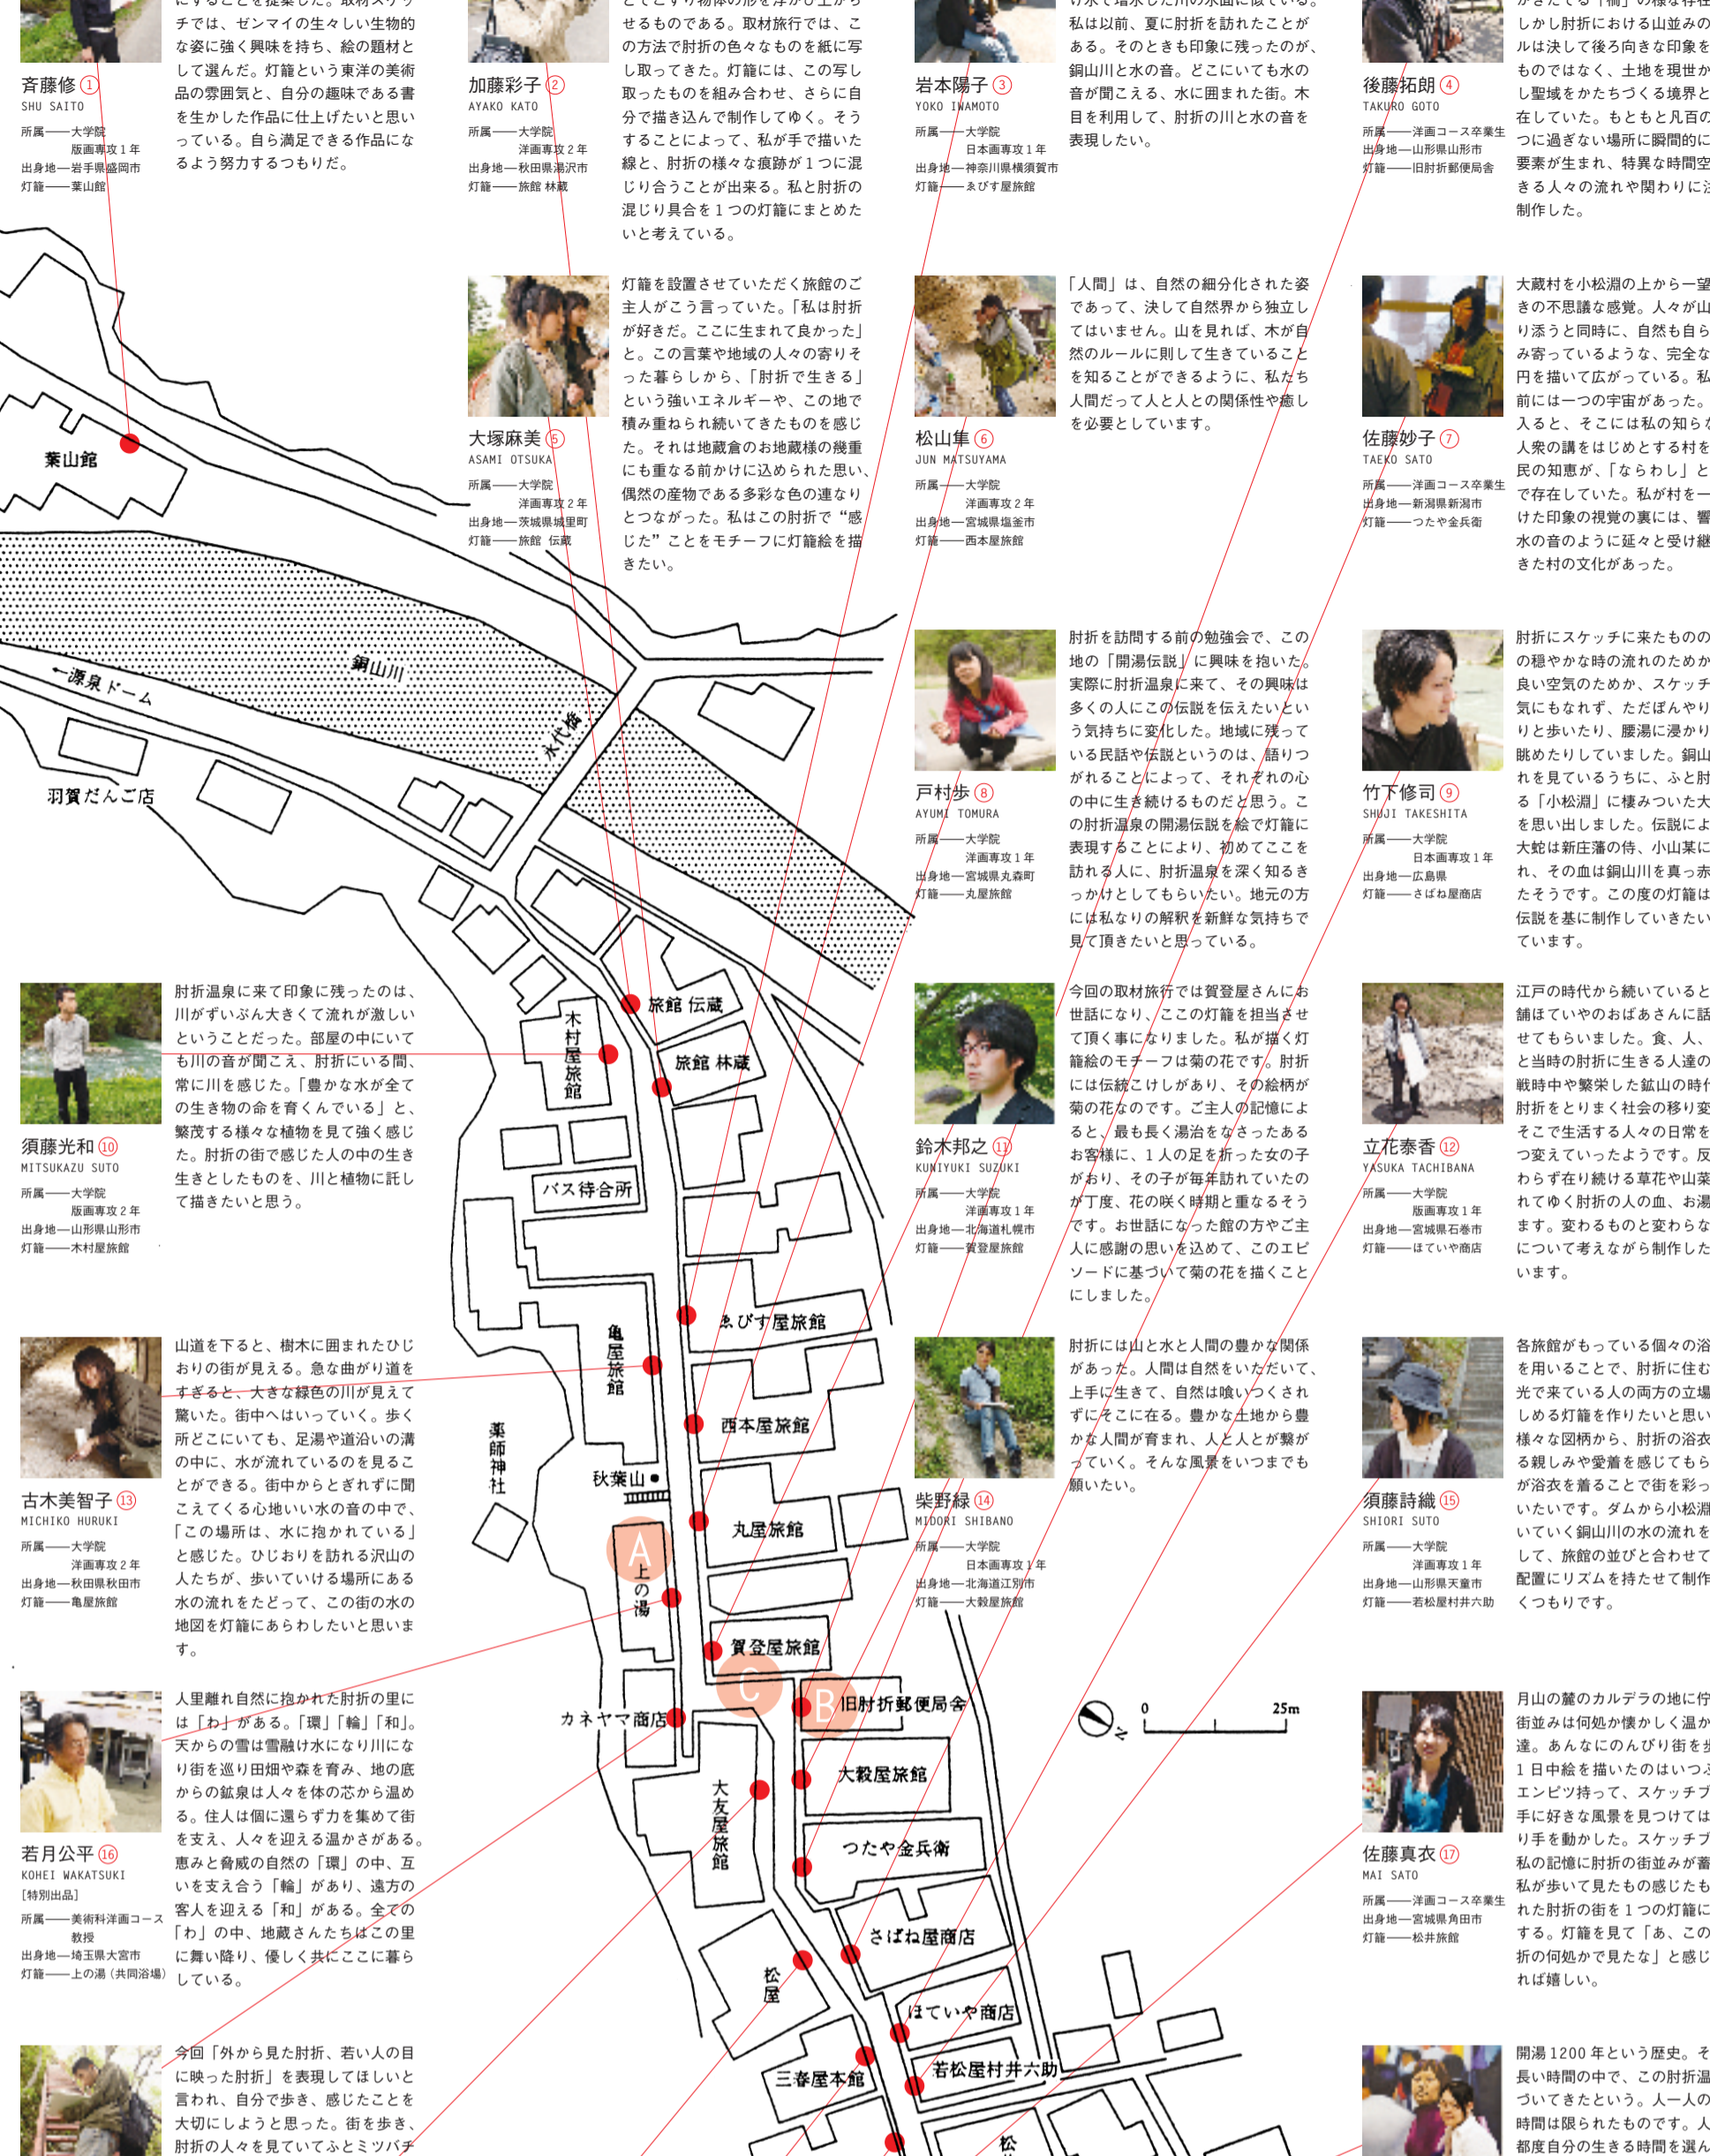 にすることを提案した。取材スケッ
チでは、ゼンマイの生々しい生物的
な姿に強く興味を持ち、絵の題材と
して選んだ。灯籠という東洋の美術
品の雰囲気と、自分の趣味である書
を生かした作品に仕上げたいと思い
っている。自ら満足できる作品にな
るよう努力するつもりだ。
斉藤修①
SHU SAITO
所属――大学院
版画専攻1年
出身地―岩手県盛岡市
灯籠――葉山館
とでこすり物体の形を浮かび上がら
せるものである。取材旅行では、こ
の方法で肘折の色々なものを紙に写
し取ってきた。灯籠には、この写し
取ったものを組み合わせ、さらに自
分で描き込んで制作してゆく。そう
することによって、私が手で描いた
線と、肘折の様々な痕跡が1つに混
じり合うことが出来る。私と肘折の
混じり具合を1つの灯籠にまとめた
いと考えている。
加藤彩子②
AYAKO KATO
所属――大学院
洋画専攻2年
出身地―秋田県湯沢市
灯籠――旅館 林蔵
け水で増水した川の水面に似ている。
私は以前、夏に肘折を訪れたことが
ある。そのときも印象に残ったのが、
銅山川と水の音。どこにいても水の
音が聞こえる、水に囲まれた街。木
目を利用して、肘折の川と水の音を
表現したい。
岩本陽子③
YOKO IWAMOTO
所属――大学院
日本画専攻1年
出身地―神奈川県横須賀市
灯籠――ゑびす屋旅館
かきたてる「橋」の様な存在
しかし肘折における山並みの
ルは決して後ろ向きな印象を
ものではなく、土地を現世か
し聖域をかたちづくる境界と
在していた。もともと凡百の
つに過ぎない場所に瞬間的に
要素が生まれ、特異な時間空
きる人々の流れや関わりに注
制作した。
後藤拓朗④
TAKURO GOTO
所属――洋画コース卒業生
出身地―山形県山形市
灯籠――旧肘折郵便局舎
灯籠を設置させていただく旅館のご
主人がこう言っていた。「私は肘折
が好きだ。ここに生まれて良かった」
と。この言葉や地域の人々の寄りそ
った暮らしから、「肘折で生きる」
という強いエネルギーや、この地で
積み重ねられ続いてきたものを感じ
た。それは地蔵倉のお地蔵様の幾重
にも重なる前かけに込められた思い、
偶然の産物である多彩な色の連なり
とつながった。私はこの肘折で“感
じた”ことをモチーフに灯籠絵を描
きたい。
大塚麻美⑤
ASAMI OTSUKA
所属――大学院
洋画専攻2年
出身地―茨城県城里町
灯籠――旅館 伝蔵
「人間」は、自然の細分化された姿
であって、決して自然界から独立し
てはいません。山を見れば、木が自
然のルールに則して生きていること
を知ることができるように、私たち
人間だって人と人との関係性や癒し
を必要としています。
松山隼⑥
JUN MATSUYAMA
所属――大学院
洋画専攻2年
出身地―宮城県塩釜市
灯籠――西本屋旅館
大蔵村を小松淵の上から一望
きの不思議な感覚。人々が山
り添うと同時に、自然も自ら
み寄っているような、完全な
円を描いて広がっている。私
前には一つの宇宙があった。
入ると、そこには私の知らな
人衆の講をはじめとする村を
民の知恵が、「ならわし」と
で存在していた。私が村を一
けた印象の視覚の裏には、響
水の音のように延々と受け継
きた村の文化があった。
佐藤妙子⑦
TAEKO SATO
所属――洋画コース卒業生
出身地―新潟県新潟市
灯籠――つたや金兵衛
肘折を訪問する前の勉強会で、この
地の「開湯伝説」に興味を抱いた。
実際に肘折温泉に来て、その興味は
多くの人にこの伝説を伝えたいとい
う気持ちに変化した。地域に残って
いる民話や伝説というのは、語りつ
がれることによって、それぞれの心
の中に生き続けるものだと思う。こ
の肘折温泉の開湯伝説を絵で灯籠に
表現することにより、初めてここを
訪れる人に、肘折温泉を深く知るき
っかけとしてもらいたい。地元の方
には私なりの解釈を新鮮な気持ちで
見て頂きたいと思っている。
戸村歩⑧
AYUMI TOMURA
所属――大学院
洋画専攻1年
出身地―宮城県丸森町
灯籠――丸屋旅館
肘折にスケッチに来たものの
の穏やかな時の流れのためか
良い空気のためか、スケッチ
気にもなれず、ただぼんやり
りと歩いたり、腰湯に浸かり
眺めたりしていました。銅山
れを見ているうちに、ふと肘
る「小松淵」に棲みついた大
を思い出しました。伝説によ
大蛇は新庄藩の侍、小山某に
れ、その血は銅山川を真っ赤
たそうです。この度の灯籠は
伝説を基に制作していきたい
ています。
竹下修司⑨
SHUJI TAKESHITA
所属――大学院
日本画専攻1年
出身地―広島県
灯籠――さばね屋商店
肘折温泉に来て印象に残ったのは、
川がずいぶん大きくて流れが激しい
ということだった。部屋の中にいて
も川の音が聞こえ、肘折にいる間、
常に川を感じた。「豊かな水が全て
の生き物の命を育くんでいる」と、
繁茂する様々な植物を見て強く感じ
た。肘折の街で感じた人の中の生き
生きとしたものを、川と植物に託し
て描きたいと思う。
須藤光和⑩
MITSUKAZU SUTO
所属――大学院
版画専攻2年
出身地―山形県山形市
灯籠――木村屋旅館
今回の取材旅行では賀登屋さんにお
世話になり、ここの灯籠を担当させ
て頂く事になりました。私が描く灯
籠絵のモチーフは菊の花です。肘折
には伝統こけしがあり、その絵柄が
菊の花なのです。ご主人の記憶によ
ると、最も長く湯治をなさったある
お客様に、1人の足を折った女の子
がおり、その子が毎年訪れていたの
が丁度、花の咲く時期と重なるそう
です。お世話になった館の方やご主
人に感謝の思いを込めて、このエピ
ソードに基づいて菊の花を描くこと
にしました。
鈴木邦之⑪
KUNIYUKI SUZUKI
所属――大学院
洋画専攻1年
出身地―北海道札幌市
灯籠――賀登屋旅館
江戸の時代から続いていると
舗ほていやのおばあさんに話
せてもらいました。食、人、
と当時の肘折に生きる人達の
戦時中や繁栄した鉱山の時代
肘折をとりまく社会の移り変
そこで生活する人々の日常を
つ変えていったようです。反
わらず在り続ける草花や山菜
れてゆく肘折の人の血、お湯
ます。変わるものと変わらな
について考えながら制作した
います。
立花泰香⑫
YASUKA TACHIBANA
所属――大学院
版画専攻1年
出身地―宮城県石巻市
灯籠――ほていや商店
山道を下ると、樹木に囲まれたひじ
おりの街が見える。急な曲がり道を
すぎると、大きな緑色の川が見えて
驚いた。街中へはいっていく。歩く
所どこにいても、足湯や道沿いの溝
の中に、水が流れているのを見るこ
とができる。街中からとぎれずに聞
こえてくる心地いい水の音の中で、
「この場所は、水に抱かれている」
と感じた。ひじおりを訪れる沢山の
人たちが、歩いていける場所にある
水の流れをたどって、この街の水の
地図を灯籠にあらわしたいと思いま
す。
古木美智子⑬
MICHIKO HURUKI
所属――大学院
洋画専攻2年
出身地―秋田県秋田市
灯籠――亀屋旅館
肘折には山と水と人間の豊かな関係
があった。人間は自然をいただいて、
上手に生きて、自然は喰いつくされ
ずにそこに在る。豊かな土地から豊
かな人間が育まれ、人と人とが繋が
っていく。そんな風景をいつまでも
願いたい。
柴野緑⑭
MIDORI SHIBANO
所属――大学院
日本画専攻1年
出身地―北海道江別市
灯籠――大穀屋旅館
各旅館がもっている個々の浴
を用いることで、肘折に住む
光で来ている人の両方の立場
しめる灯籠を作りたいと思い
様々な図柄から、肘折の浴衣
る親しみや愛着を感じてもら
が浴衣を着ることで街を彩っ
いたいです。ダムから小松淵
いていく銅山川の水の流れを
して、旅館の並びと合わせて
配置にリズムを持たせて制作
くつもりです。
須藤詩織⑮
SHIORI SUTO
所属――大学院
洋画専攻1年
出身地―山形県天童市
灯籠――若松屋村井六助
人里離れ自然に抱かれた肘折の里に
は「わ」がある。「環」「輪」「和」。
天からの雪は雪融け水になり川にな
り街を巡り田畑や森を育み、地の底
からの鉱泉は人々を体の芯から温め
る。住人は個に還らず力を集めて街
を支え、人々を迎える温かさがある。
恵みと脅威の自然の「環」の中、互
いを支え合う「輪」があり、遠方の
客人を迎える「和」がある。全ての
「わ」の中、地蔵さんたちはこの里
に舞い降り、優しく共にここに暮ら
している。
若月公平⑯
KOHEI WAKATSUKI
[特別出品]
所属――美術科洋画コース
教授
出身地―埼玉県大宮市
灯籠――上の湯（共同浴場）
月山の麓のカルデラの地に佇
街並みは何処か懐かしく温か
達。あんなにのんびり街を歩
1日中絵を描いたのはいつぶ
エンピツ持って、スケッチブ
手に好きな風景を見つけては
り手を動かした。スケッチブ
私の記憶に肘折の街並みが蓄
私が歩いて見たもの感じたも
れた肘折の街を1つの灯籠に
する。灯籠を見て「あ、この
折の何処かで見たな」と感じ
れば嬉しい。
佐藤真衣⑰
MAI SATO
所属――洋画コース卒業生
出身地―宮城県角田市
灯籠――松井旅館
今回「外から見た肘折、若い人の目
に映った肘折」を表現してほしいと
言われ、自分で歩き、感じたことを
大切にしようと思った。街を歩き、
肘折の人々を見ていてふとミツバチ
開湯1200年という歴史。そ
長い時間の中で、この肘折温
づいてきたという。人一人の
時間は限られたものです。人
都度自分の生きる時間を選ん
葉山館
銅山川
←源泉ドーム
永代橋
羽賀だんご店
旅館 伝蔵
木村屋旅館
旅館 林蔵
バス待合所
ゑびす屋旅館
亀屋旅館
西本屋旅館
薬師神社
秋葉山
丸屋旅館
A
上の湯
賀登屋旅館
C
B
旧肘折郵便局舎
カネヤマ商店
大穀屋旅館
大友屋旅館
つたや金兵衛
さばね屋商店
松屋
ほていや商店
三春屋本館
若松屋村井六助
松
N
0 25m